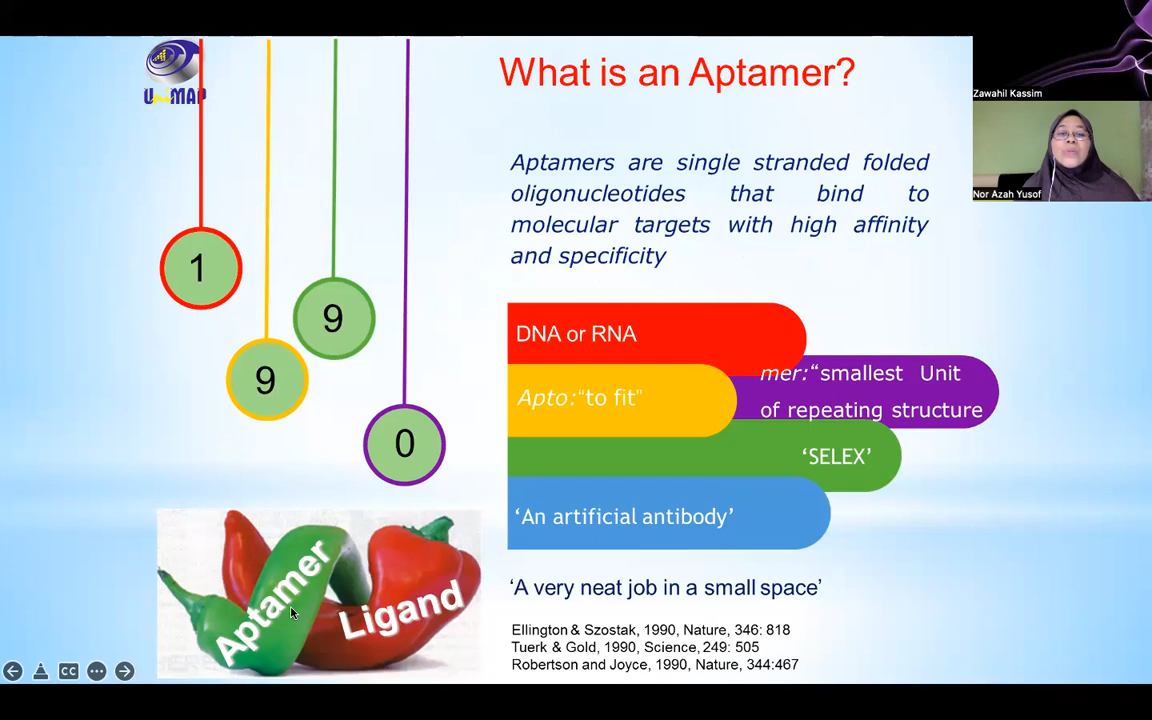 UniMAP
What is an Aptamer?
Zawahil Kassim
Nor Azah Yusof
Aptamers are single stranded folded
oligonucleotides that bind to
molecular targets with high affinity
and specificity
1
9
9
0
DNA or RNA
Apto:“to fit”
mer:“smallest Unit
of repeating structure
‘SELEX’
‘An artificial antibody’
Aptamer
Ligand
‘A very neat job in a small space’
Ellington & Szostak, 1990, Nature, 346: 818
Tuerk & Gold, 1990, Science, 249: 505
Robertson and Joyce, 1990, Nature, 344:467
CC